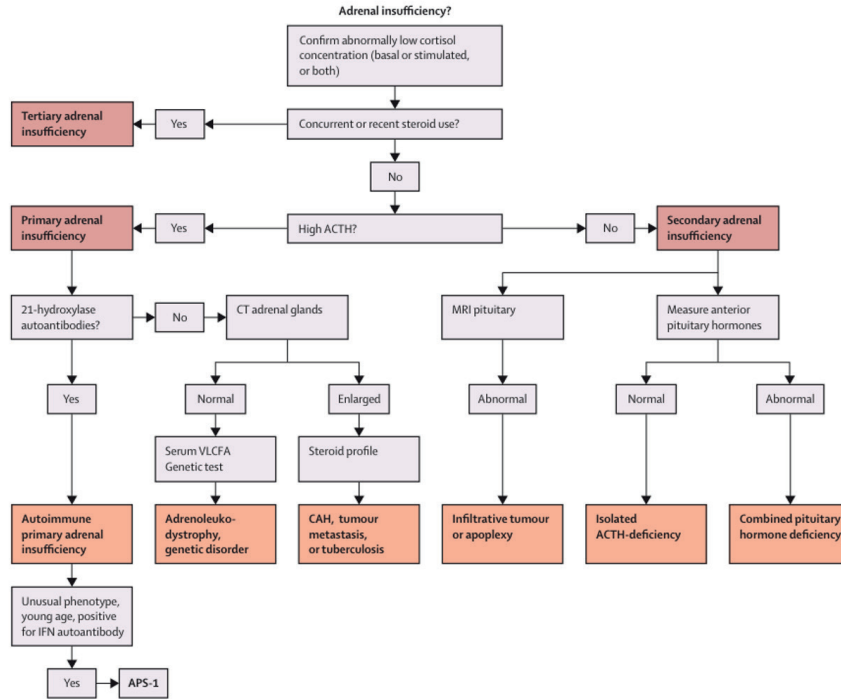 Adrenal insufficiency?
Confirm abnormally low cortisol
concentration (basal or stimulated,
or both)
Tertiary adrenal
insufficiency
Yes
Concurrent or recent steroid use?
No
Primary adrenal
insufficiency
Yes
High ACTH?
No
Secondary adrenal
insufficiency
21-hydroxylase
autoantibodies?
No
CT adrenal glands
MRI pituitary
Measure anterior
pituitary hormones
Yes
Normal
Enlarged
Abnormal
Normal
Abnormal
Serum VLCFA
Genetic test
Steroid profile
Autoimmune
primary adrenal
insufficiency
Adrenoleuko-
dystrophy,
genetic disorder
CAH, tumour
metastasis,
or tuberculosis
Infiltrative tumour
or apoplexy
Isolated
ACTH-deficiency
Combined pituitary
hormone deficiency
Unusual phenotype,
young age, positive
for IFN autoantibody
Yes
APS-1